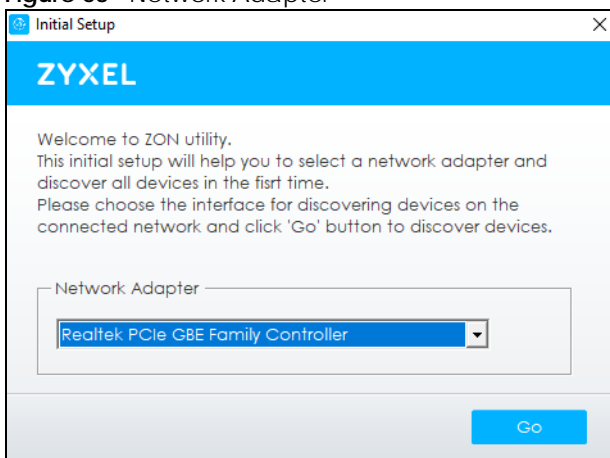 Network Adapter
Initial Setup
ZYXEL
Welcome to ZON utility.
This initial setup will help you to select a network adapter and
discover all devices in the fisrt time.
Please choose the interface for discovering devices on the
connected network and click 'Go' button to discover devices.
Network Adapter
Realtek PCIe GBE Family Controller
Go